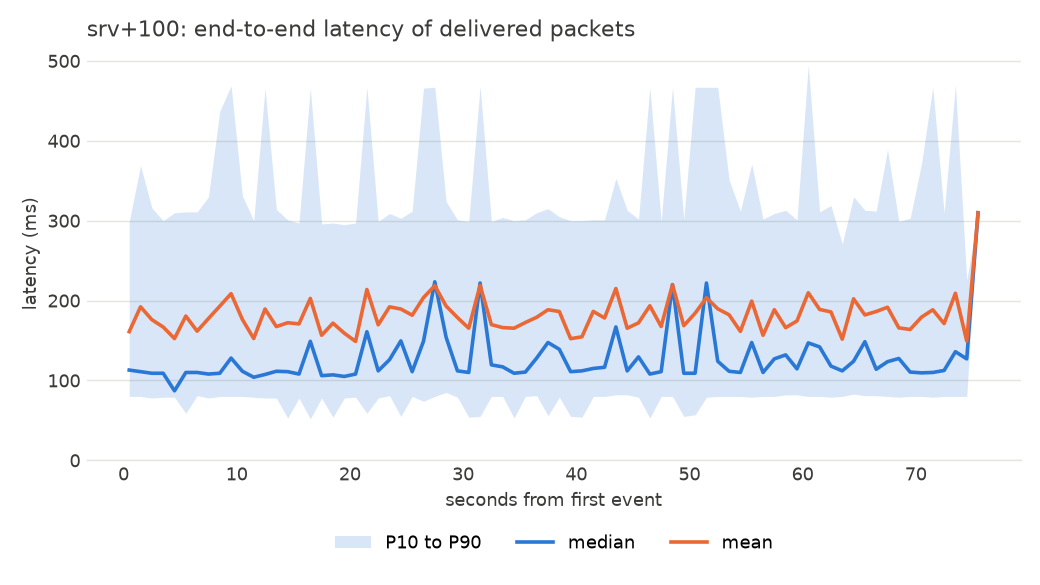 srv+100: end-to-end latency of delivered packets
500
400
300
200
100
0
latency (ms)
0 10 20 30 40 50 60 70
seconds from first event
P10 to P90 median mean